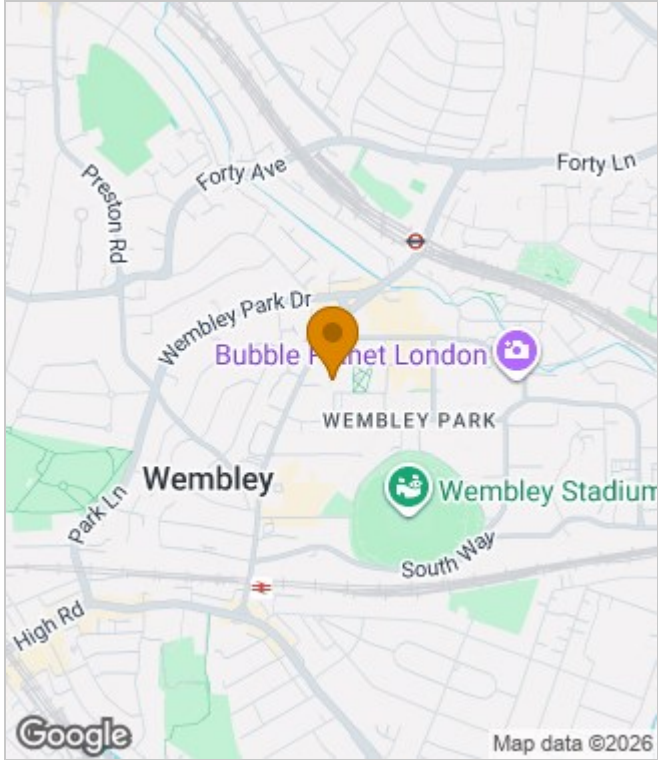 Forty Ave
Forty Ln
Preston Rd
Wembley Park Dr
Bubble Planet London
WEMBLEY PARK
Wembley
Wembley Stadium
Park Ln
South Way
High Rd
Google
Map data ©2026